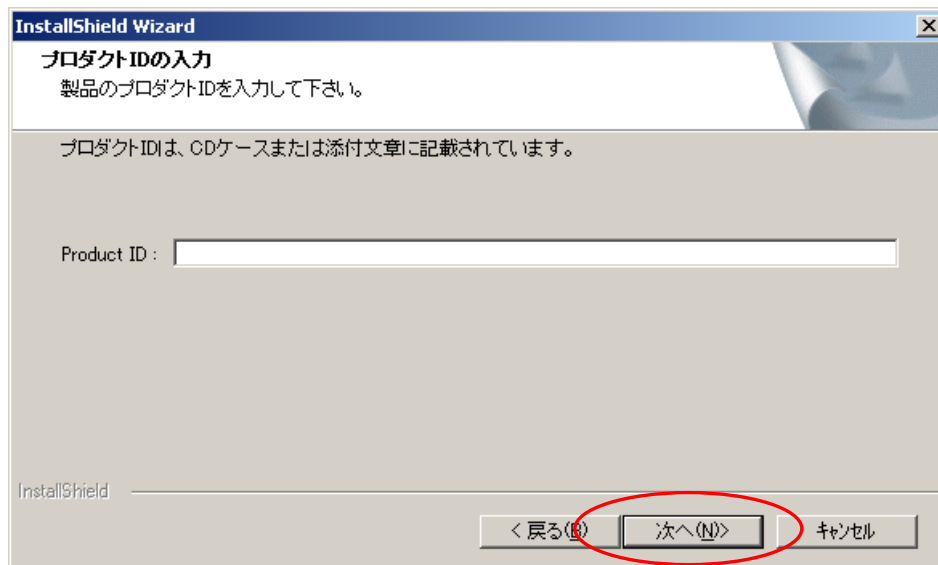 InstallShield Wizard
プロダクトIDの入力
製品のプロダクトIDを入力して下さい。
プロダクトIDは、CDケースまたは添付文章に記載されています。
Product ID :
InstallShield
< 戻る(B) 次へ(N)> キャンセル